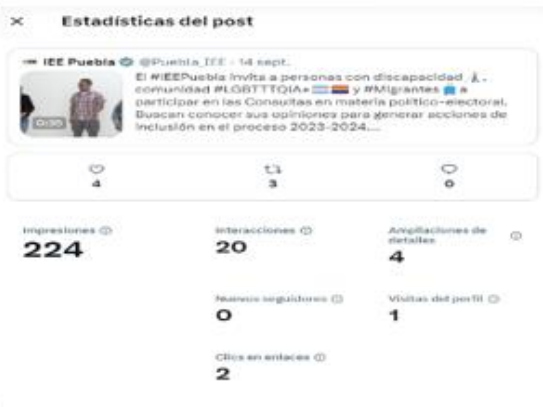 × Estadísticas del post
IEE Puebla @Puebla_IEE · 14 sept.
El #IEEPuebla invita a personas con discapacidad
comunidad #LGBTTTQIA+ y #Migrantes a
participar en las Consultas en materia político-electoral.
Buscan conocer sus opiniones para generar acciones de
inclusión en el proceso 2023-2024....
0:35
4 3 0
Impresiones
224
Interacciones
20
Ampliaciones de
detalles
4
Nuevos seguidores
0
Visitas del perfil
1
Clics en enlaces
2